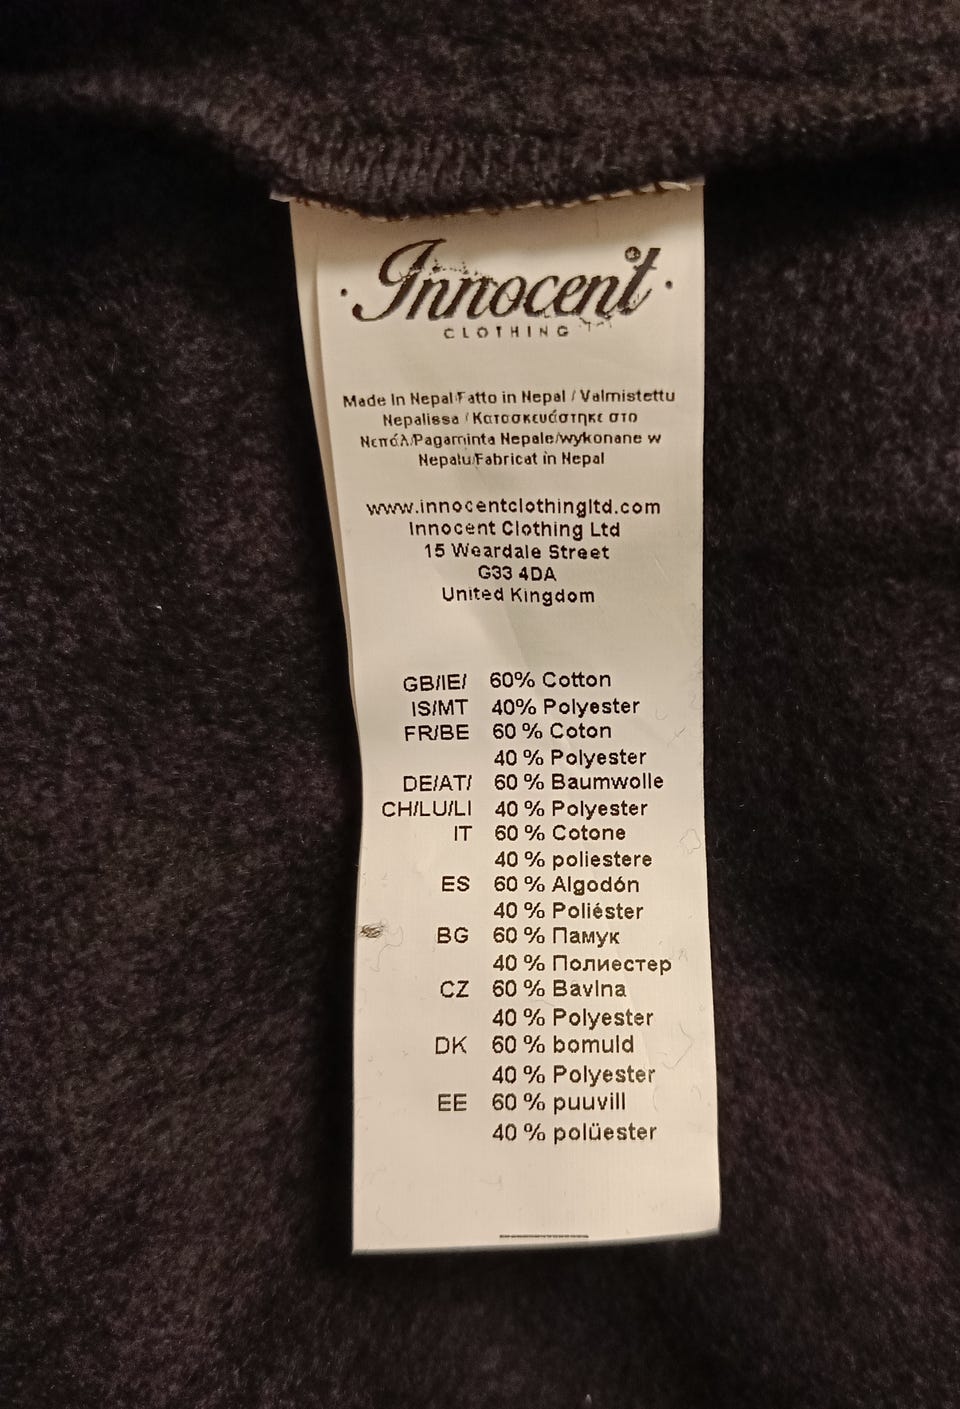 Innocent
CLOTHING
Made In Nepal/Fatto in Nepal / Valmistettu
Nepalissa / Κατασκευάστηκε στο
Νεπάλ/Pagaminta Nepale/wykonane w
Nepalu/Fabricat in Nepal
www.innocentclothingltd.com
Innocent Clothing Ltd
15 Weardale Street
G33 4DA
United Kingdom
GB/IE/ 60% Cotton
IS/MT 40% Polyester
FR/BE 60 % Coton
40 % Polyester
DE/AT/ 60 % Baumwolle
CH/LU/LI 40 % Polyester
IT 60 % Cotone
40 % poliestere
ES 60 % Algodón
40 % Poliéster
BG 60 % Памук
40 % Полиестер
CZ 60 % Bavlna
40 % Polyester
DK 60 % bomuld
40 % Polyester
EE 60 % puuvill
40 % polüester